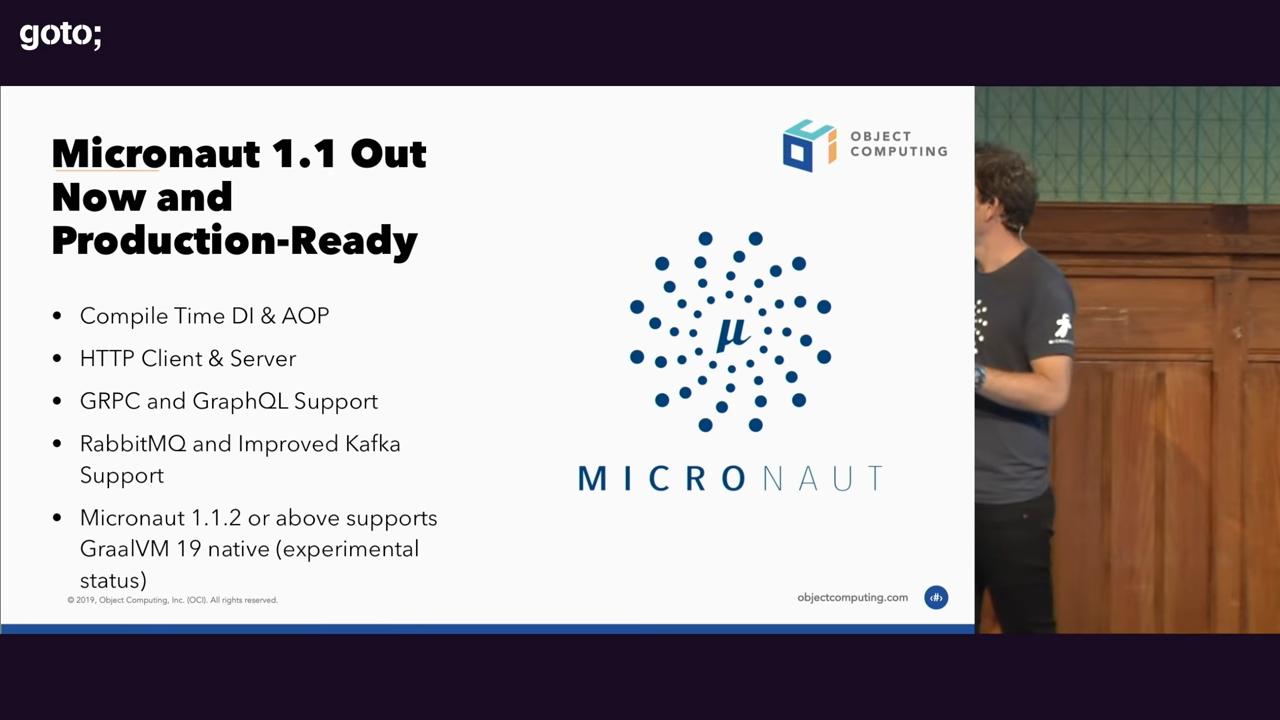 goto;
Micronaut 1.1 Out
Now and
Production-Ready
OBJECT
COMPUTING
• Compile Time DI & AOP
• HTTP Client & Server
• GRPC and GraphQL Support
• RabbitMQ and Improved Kafka
Support
• Micronaut 1.1.2 or above supports
GraalVM 19 native (experimental
status)
μ
MICRONAUT
© 2019, Object Computing, Inc. (OCI). All rights reserved.
objectcomputing.com
‹#›